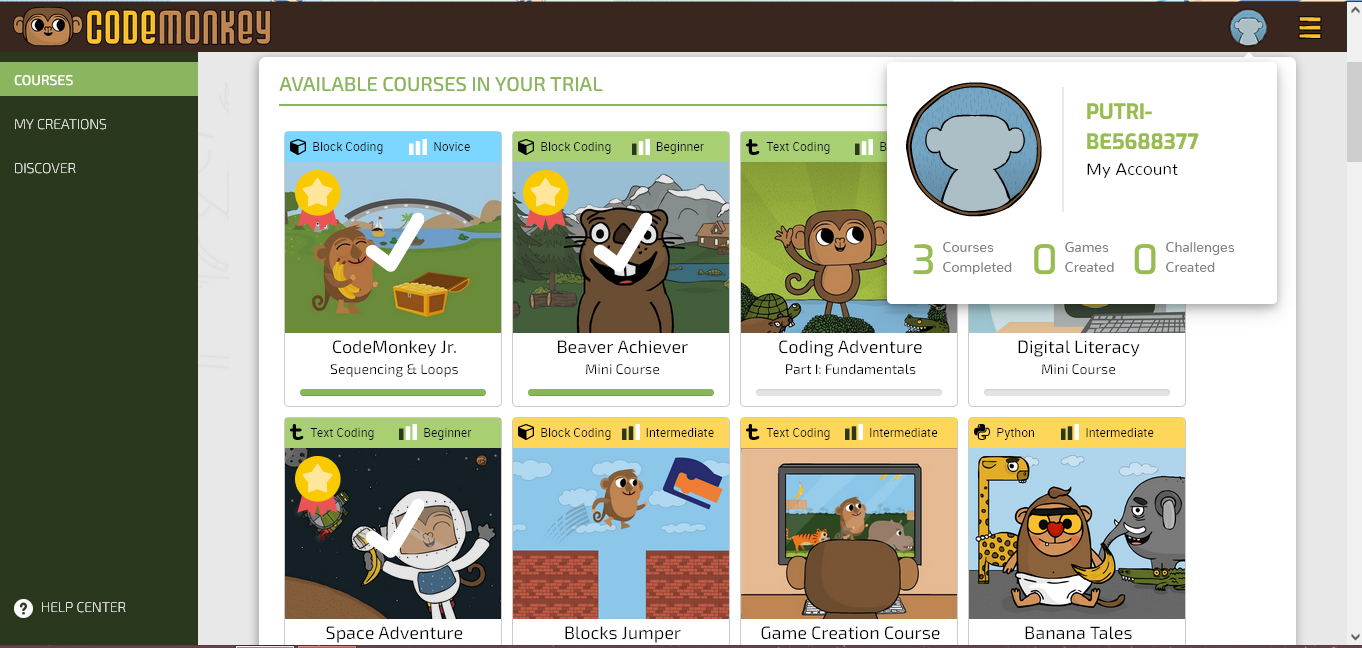 CODEMONKEY
COURSES
MY CREATIONS
DISCOVER
HELP CENTER
AVAILABLE COURSES IN YOUR TRIAL
PUTRI-
BE5688377
My Account
3 Courses Completed
0 Games Created
0 Challenges Created
Block Coding Novice
CodeMonkey Jr.
Sequencing & Loops
Block Coding Beginner
Beaver Achiever
Mini Course
Text Coding B
Coding Adventure
Part I: Fundamentals
Digital Literacy
Mini Course
Text Coding Beginner
Space Adventure
Block Coding Intermediate
Blocks Jumper
Text Coding Intermediate
Game Creation Course
Python Intermediate
Banana Tales